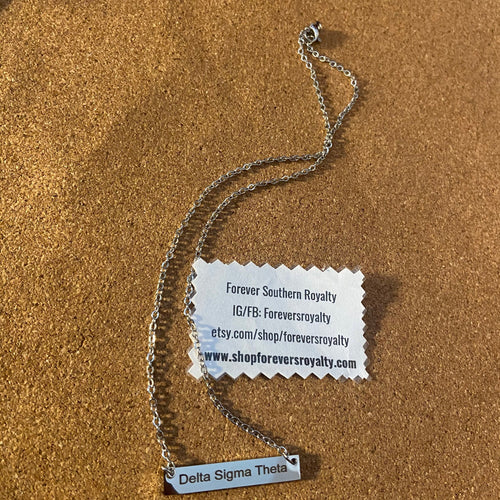 Forever Southern Royalty
IG/FB: Foreversroyalty
etsy.com/shop/foreversroyalty
www.shopforeversroyalty.com
Delta Sigma Theta